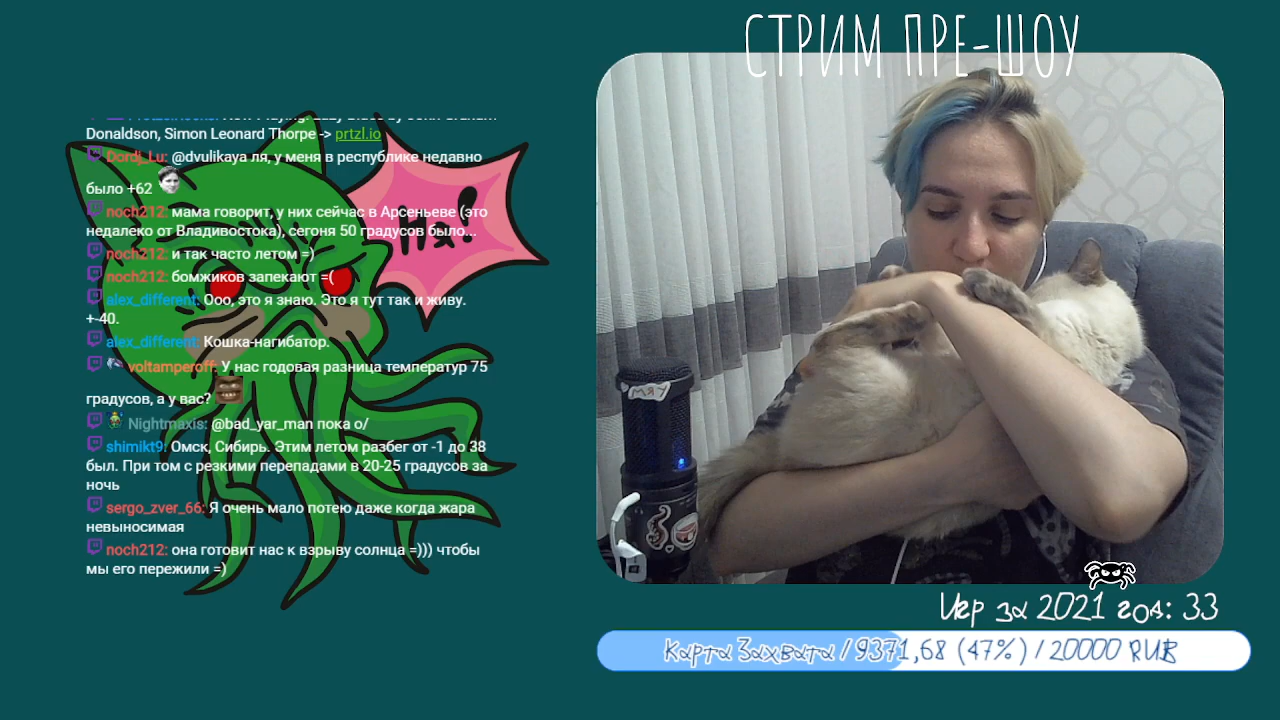 СТРИМ ПРЕ-ШОУ
Donaldson, Simon Leonard Thorpe -> prtzl.io
Dordj_Lu: @dvulikaya ля, у меня в республике недавно
было +62
noch212: мама говорит, у них сейчас в Арсеньеве (это
недалеко от Владивостока), сегоня 50 градусов было...
noch212: и так часто летом =)
noch212: бомжиков запекают =(
alex_different: Ооо, это я знаю. Это я тут так и живу.
+-40.
alex_different: Кошка-нагибатор.
voltamperoff: У нас годовая разница температур 75
градусов, а у вас?
Nightmaxis: @bad_yar_man пока о/
shimikt9: Омск, Сибирь. Этим летом разбег от -1 до 38
был. При том с резкими перепадами в 20-25 градусов за
ночь
sergo_zver_66: Я очень мало потею даже когда жара
невыносимая
noch212: она готовит нас к взрыву солнца =))) чтобы
мы его пережили =)
Ня!
МЯУ
Игр за 2021 год: 33
Карта Захвата / 9371,68 (47%) / 20000 RUB